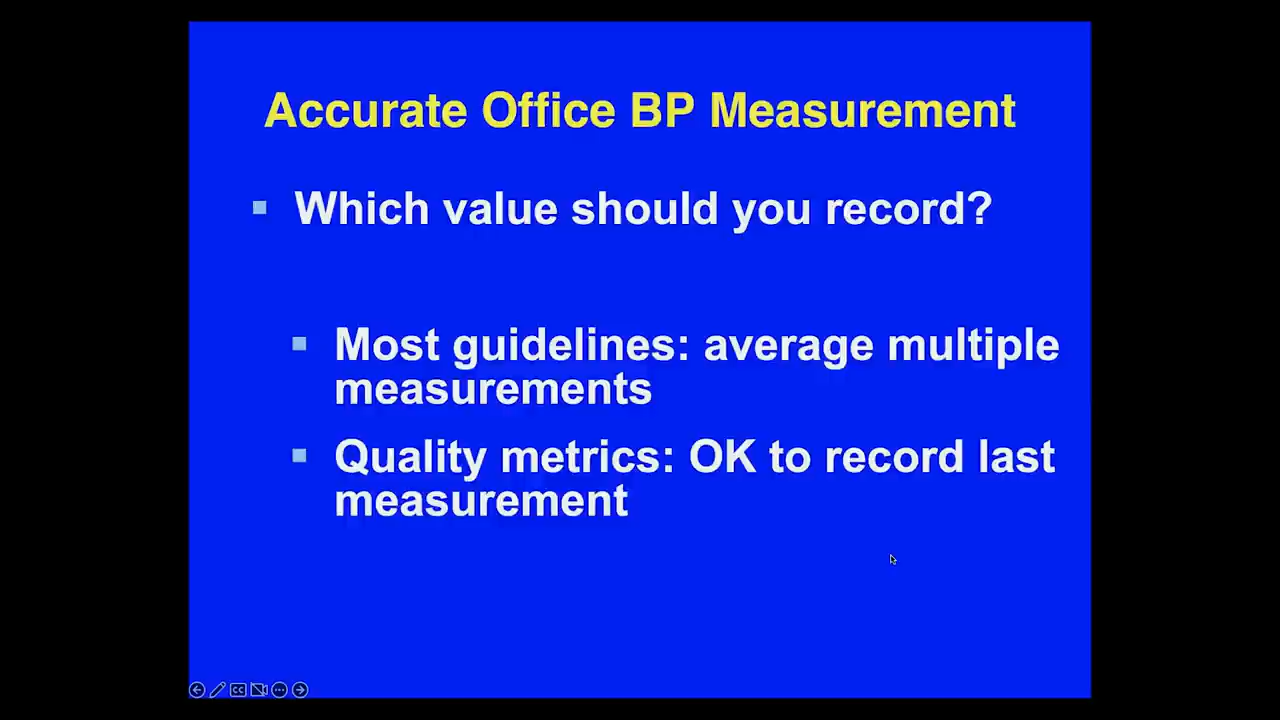 Accurate Office BP Measurement
Which value should you record?
Most guidelines: average multiple
measurements
Quality metrics: OK to record last
measurement
CC